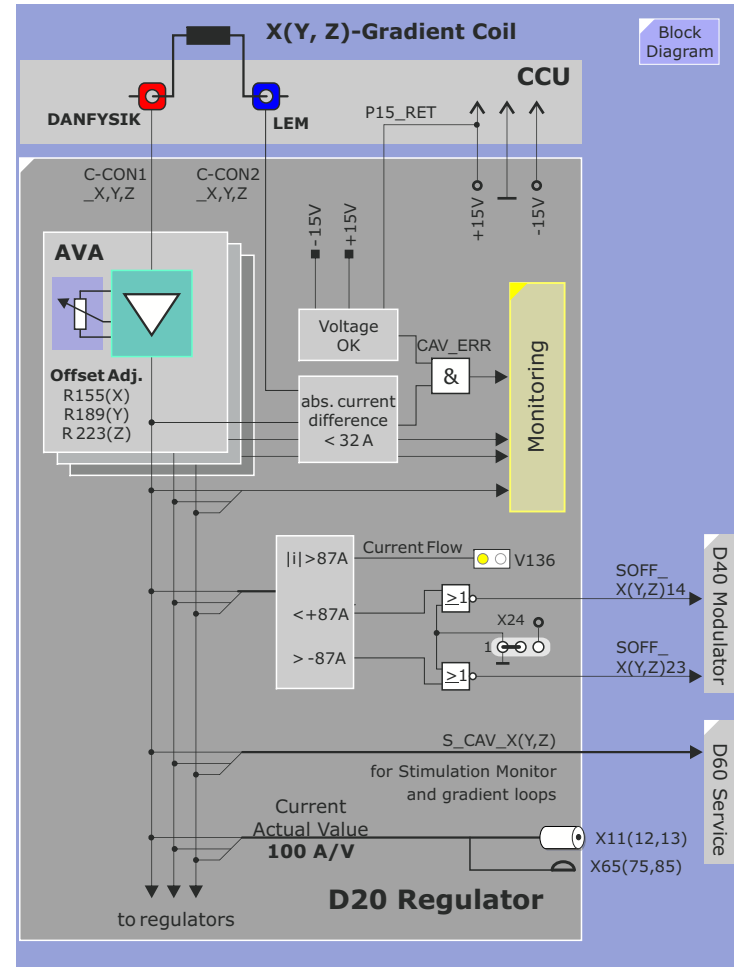 X(Y, Z)-Gradient Coil
Block
Diagram
CCU
DANFYSIK
LEM
P15_RET
C-CON1
_X,Y,Z
C-CON2
_X,Y,Z
-15V
+15V
+15V
-15V
AVA
Offset Adj.
R155(X)
R189(Y)
R 223(Z)
Voltage
OK
CAV_ERR
&
abs. current
difference
< 32 A
Monitoring
|i|>87A
<+87A
> -87A
Current Flow
V136
≥1
X24
1
≥1
SOFF_
X(Y,Z)14
SOFF_
X(Y,Z)23
D40 Modulator
S_CAV_X(Y,Z)
for Stimulation Monitor
and gradient loops
D60 Service
Current
Actual Value
100 A/V
X11(12,13)
X65(75,85)
D20 Regulator
to regulators